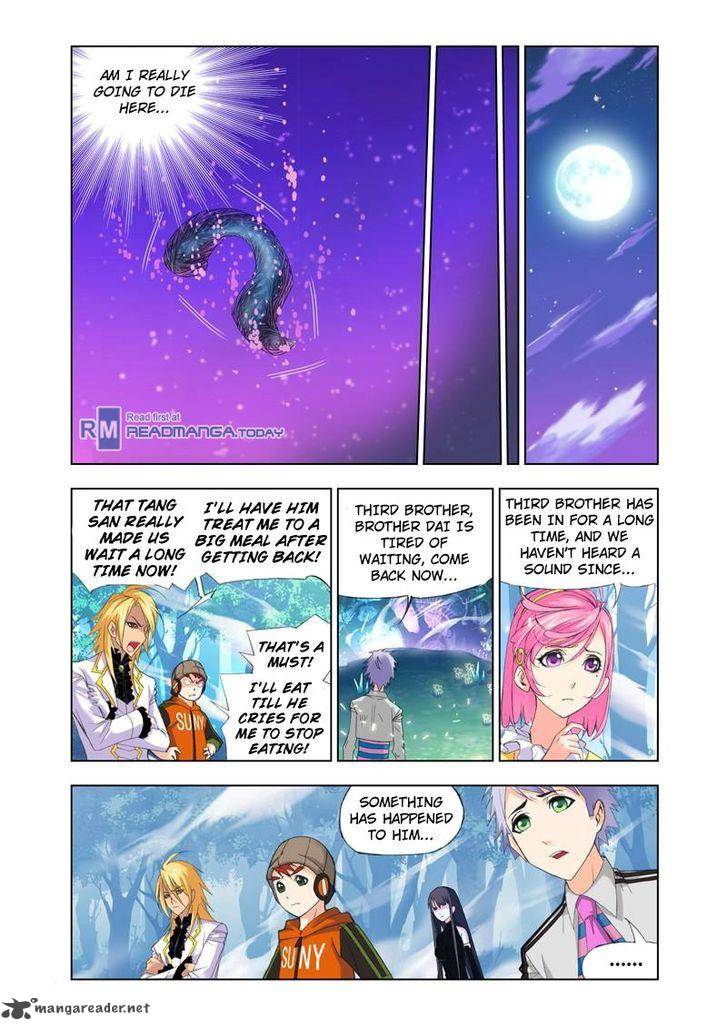 AM I REALLY
GOING TO DIE
HERE...
RM
Read first at
READMANGA.TODAY
THAT TANG
SAN REALLY
MADE US
WAIT A LONG
TIME NOW!
I'LL HAVE HIM
TREAT ME TO A
BIG MEAL AFTER
GETTING BACK!
THAT'S A
MUST!
I'LL EAT
TILL HE
CRIES FOR
ME TO STOP
EATING!
SUNY
THIRD BROTHER,
BROTHER DAI IS
TIRED OF
WAITING, COME
BACK NOW...
THIRD BROTHER HAS
BEEN IN FOR A LONG
TIME, AND WE
HAVEN'T HEARD A
SOUND SINCE...
SOMETHING
HAS HAPPENED
TO HIM...
SUNY
......
mangareader.net